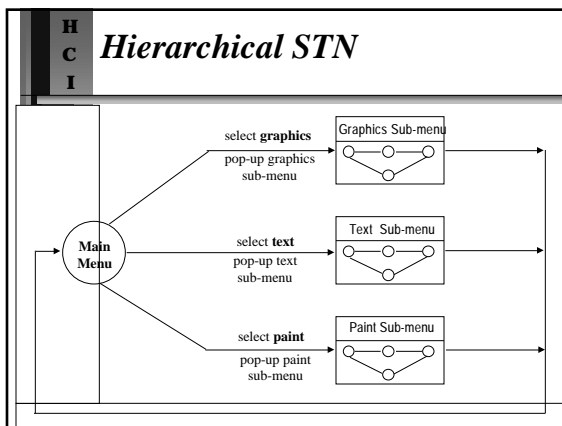 H
C
I
Hierarchical STN
select graphics
pop-up graphics
sub-menu
Graphics Sub-menu
Main
Menu
select text
pop-up text
sub-menu
Text Sub-menu
select paint
pop-up paint
sub-menu
Paint Sub-menu